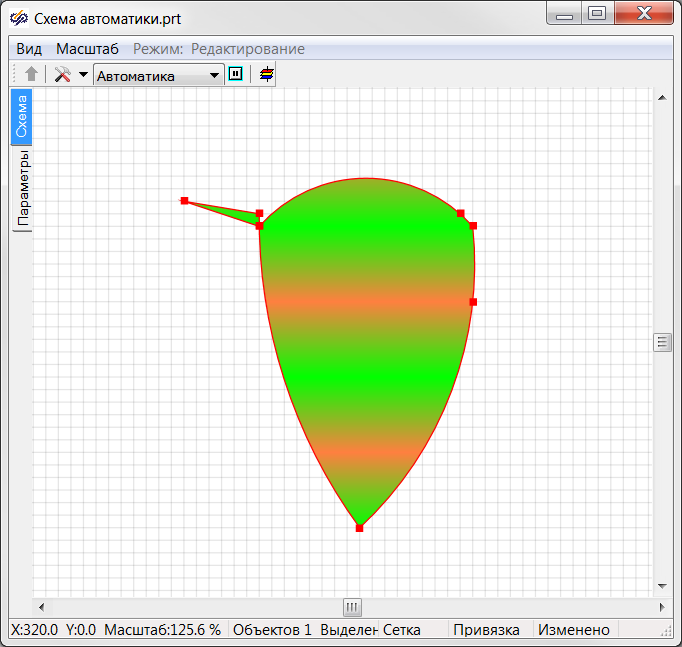 Схема автоматики.prt
Вид Масштаб Режим: Редактирование
Автоматика
Схема
Параметры
X:320.0 Y:0.0 Масштаб:125.6 % Объектов 1 Выделен Сетка Привязка Изменено